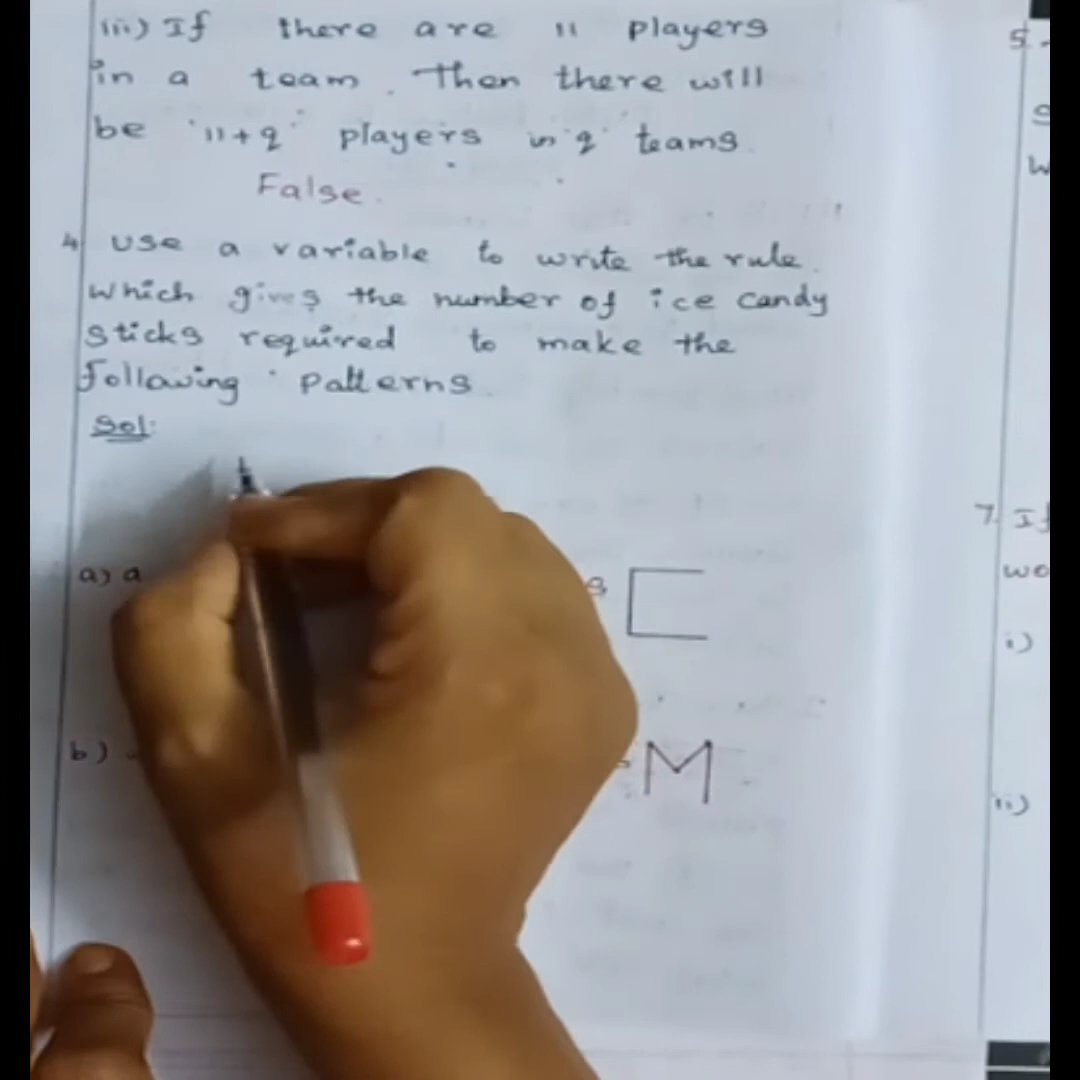 iii) If there are 11 players
in a team. Then there will
be '11+q' players in 'q' teams.
False.
4 Use a variable to write the rule.
which gives the number of ice candy
sticks required to make the
following patterns.
Sol:
a) a
b)
5.
7. If
wo
i)
ii)